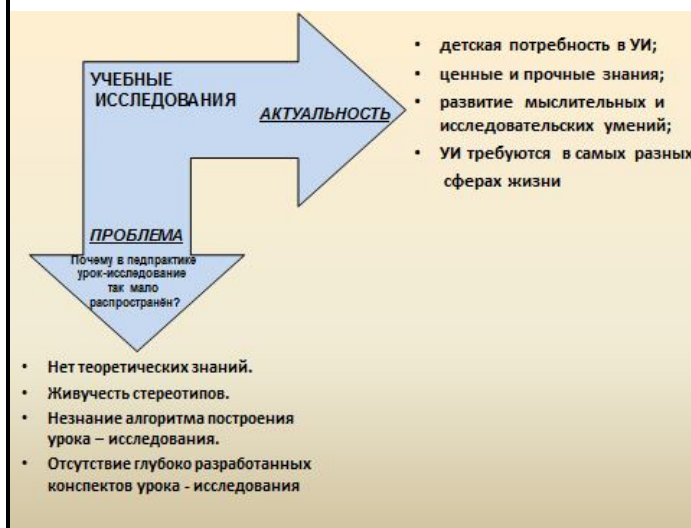 УЧЕБНЫЕ
ИССЛЕДОВАНИЯ
АКТУАЛЬНОСТЬ
• детская потребность в УИ;
• ценные и прочные знания;
• развитие мыслительных и
исследовательских умений;
• УИ требуются в самых разных
сферах жизни
ПРОБЛЕМА
Почему в педпрактике
урок-исследование
так мало
распространён?
• Нет теоретических знаний.
• Живучесть стереотипов.
• Незнание алгоритма построения
урока – исследования.
• Отсутствие глубоко разработанных
конспектов урока - исследования